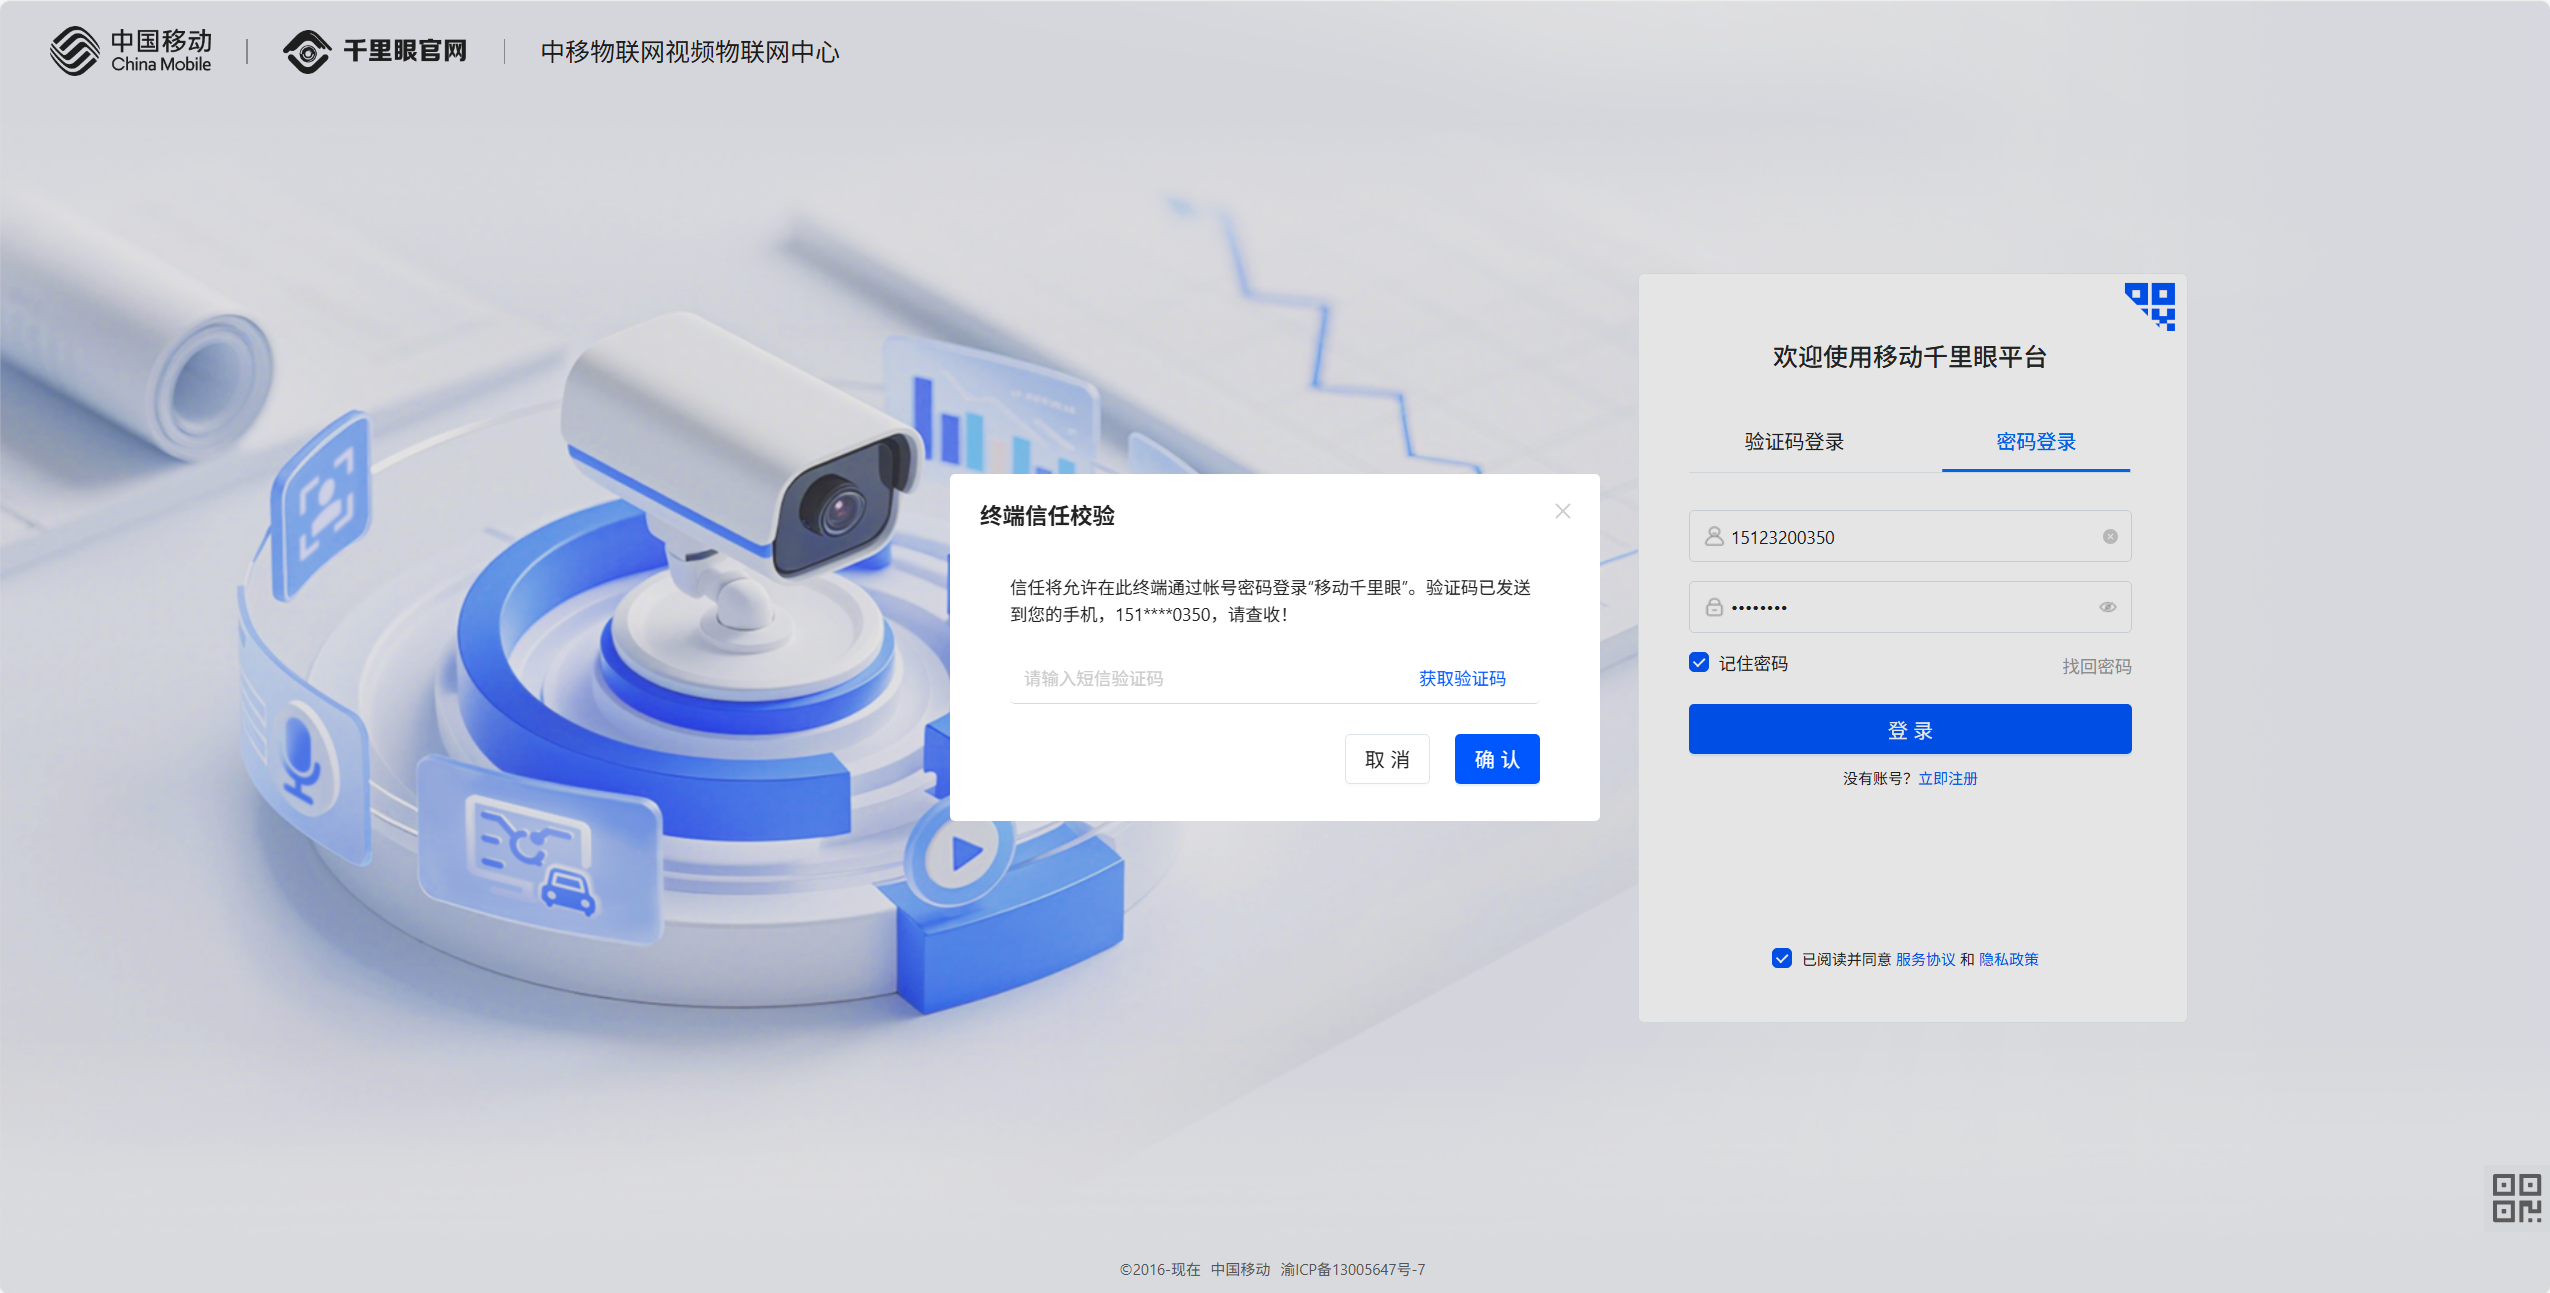 中国移动
China Mobile
千里眼官网
中移物联网视频物联网中心
欢迎使用移动千里眼平台
验证码登录
密码登录
15123200350
••••••••
记住密码
找回密码
登 录
没有账号？立即注册
已阅读并同意 服务协议 和 隐私政策
终端信任校验
信任将允许在此终端通过帐号密码登录“移动千里眼”。验证码已发送
到您的手机，151****0350，请查收！
请输入短信验证码
获取验证码
取 消
确 认
©2016-现在 中国移动 渝ICP备13005647号-7